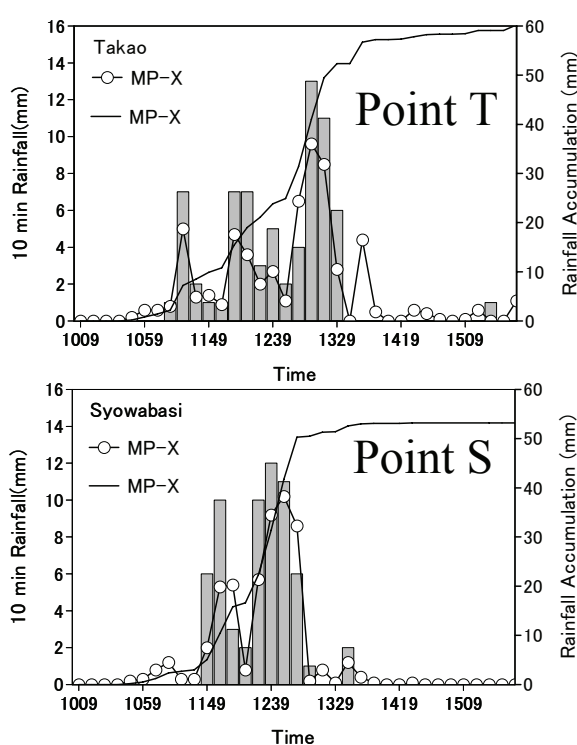 16
14
12
10
8
6
4
2
0
10 min Rainfall(mm)
Takao
MP-X
MP-X
Point T
60
50
40
30
20
10
0
Rainfall Accumulation (mm)
1009 1059 1149 1239 1329 1419 1509
Time
16
14
12
10
8
6
4
2
0
10 min Rainfall(mm)
Syowabasi
MP-X
MP-X
Point S
60
50
40
30
20
10
0
Rainfall Accumulation (mm)
1009 1059 1149 1239 1329 1419 1509
Time